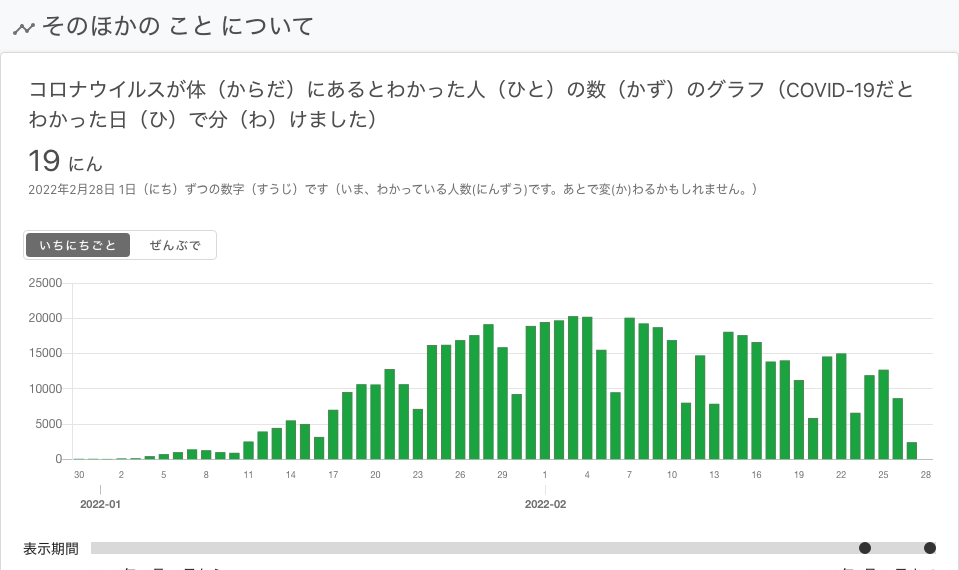 そのほかの こと について
コロナウイルスが体（からだ）にあるとわかった人（ひと）の数（かず）のグラフ（COVID-19だと
わかった日（ひ）で分（わ）けました）
19 にん
2022年2月28日 1日（にち）ずつの数字（すうじ）です（いま、わかっている人数(にんずう)です。あとで変(か)わるかもしれません。）
いちにちごと ぜんぶで
25000
20000
15000
10000
5000
0
30 2 5 8 11 14 17 20 23 26 29 1 4 7 10 13 16 19 22 25 28
2022-01 2022-02
表示期間